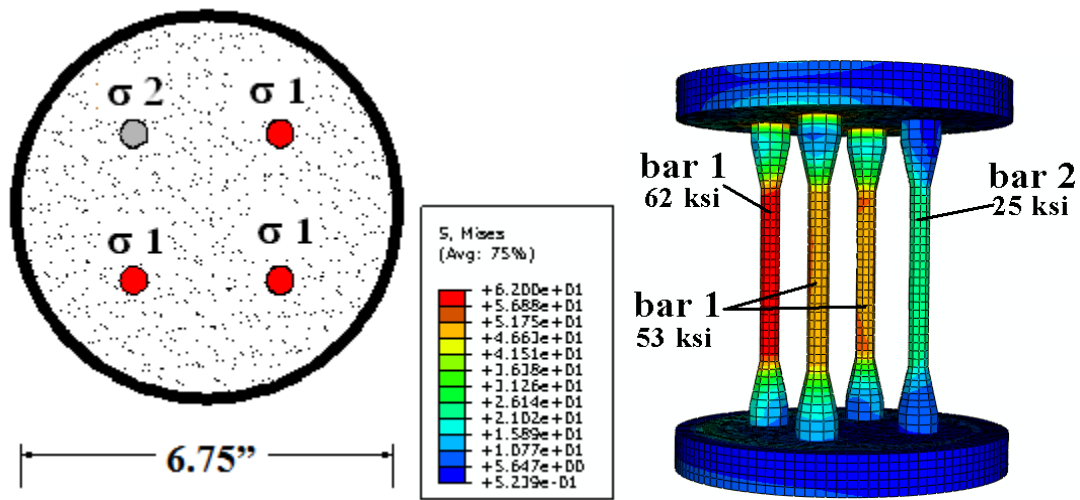 σ 2
σ 1
σ 1
σ 1
6.75”
S, Mises
(Avg: 75%)
+6.200e+01
+5.688e+01
+5.175e+01
+4.663e+01
+4.151e+01
+3.638e+01
+3.126e+01
+2.614e+01
+2.102e+01
+1.589e+01
+1.077e+01
+5.647e+00
+5.239e-01
bar 1
62 ksi
bar 2
25 ksi
bar 1
53 ksi